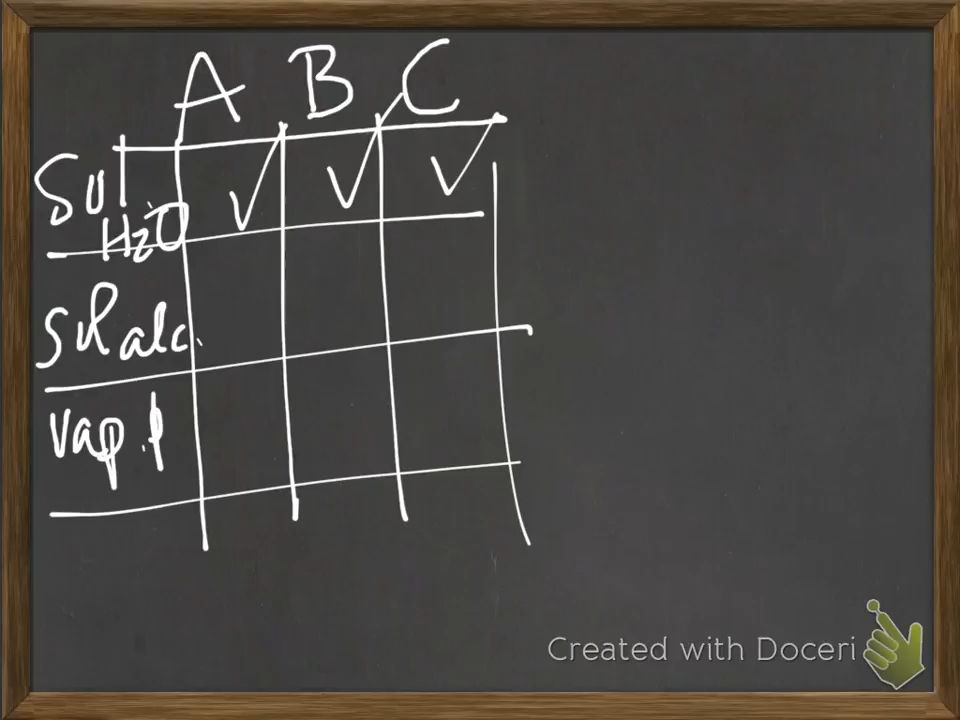 A B C
Sol ✓ ✓ ✓
H2O
Sol alc.
Vap.p
Created with Doceri